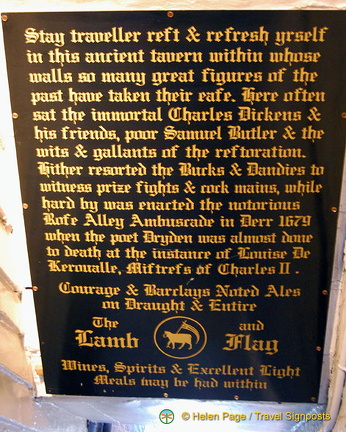 Stay traveller reft & refresh yrself
in this ancient tavern within whose
walls so many great figures of the
past have taken their eafe. Here often
sat the immortal Charles Dickens &
his friends, poor Samuel Butler & the
wits & gallants of the reftoration.
Hither resorted the Bucks & Dandies to
witness prize fights & cock mains, while
hard by was enacted the notorious
Rofe Alley Ambuscade in Decr 1679
when the poet Dryden was almost done
to death at the instance of Louise De
Keroualle, Miftrefs of Charles II.
Courage & Barclays Noted Ales
on Draught & Entire
The Lamb and Flag
Wines, Spirits & Excellent Light
Meals may be had within
© Helen Page / Travel Signposts